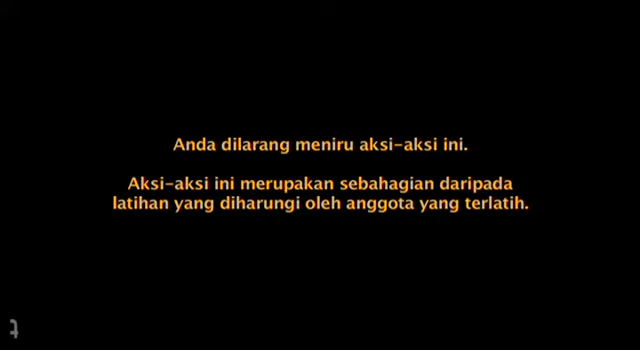 Anda dilarang meniru aksi-aksi ini.
Aksi-aksi ini merupakan sebahagian daripada
latihan yang diharungi oleh anggota yang terlatih.